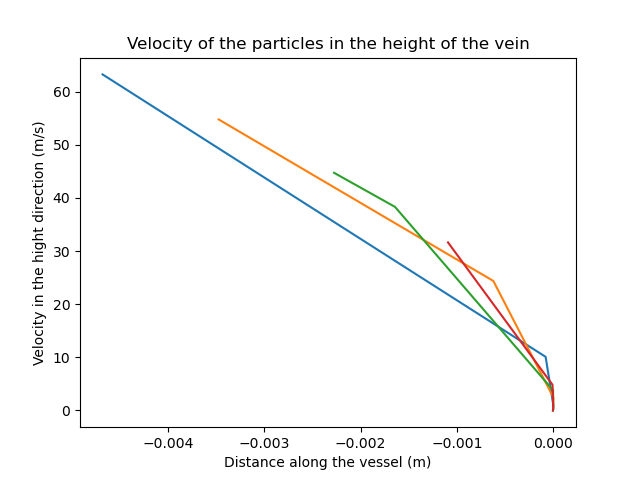 Velocity of the particles in the height of the vein
Velocity in the hight direction (m/s)
60
50
40
30
20
10
0
−0.004 −0.003 −0.002 −0.001 0.000
Distance along the vessel (m)